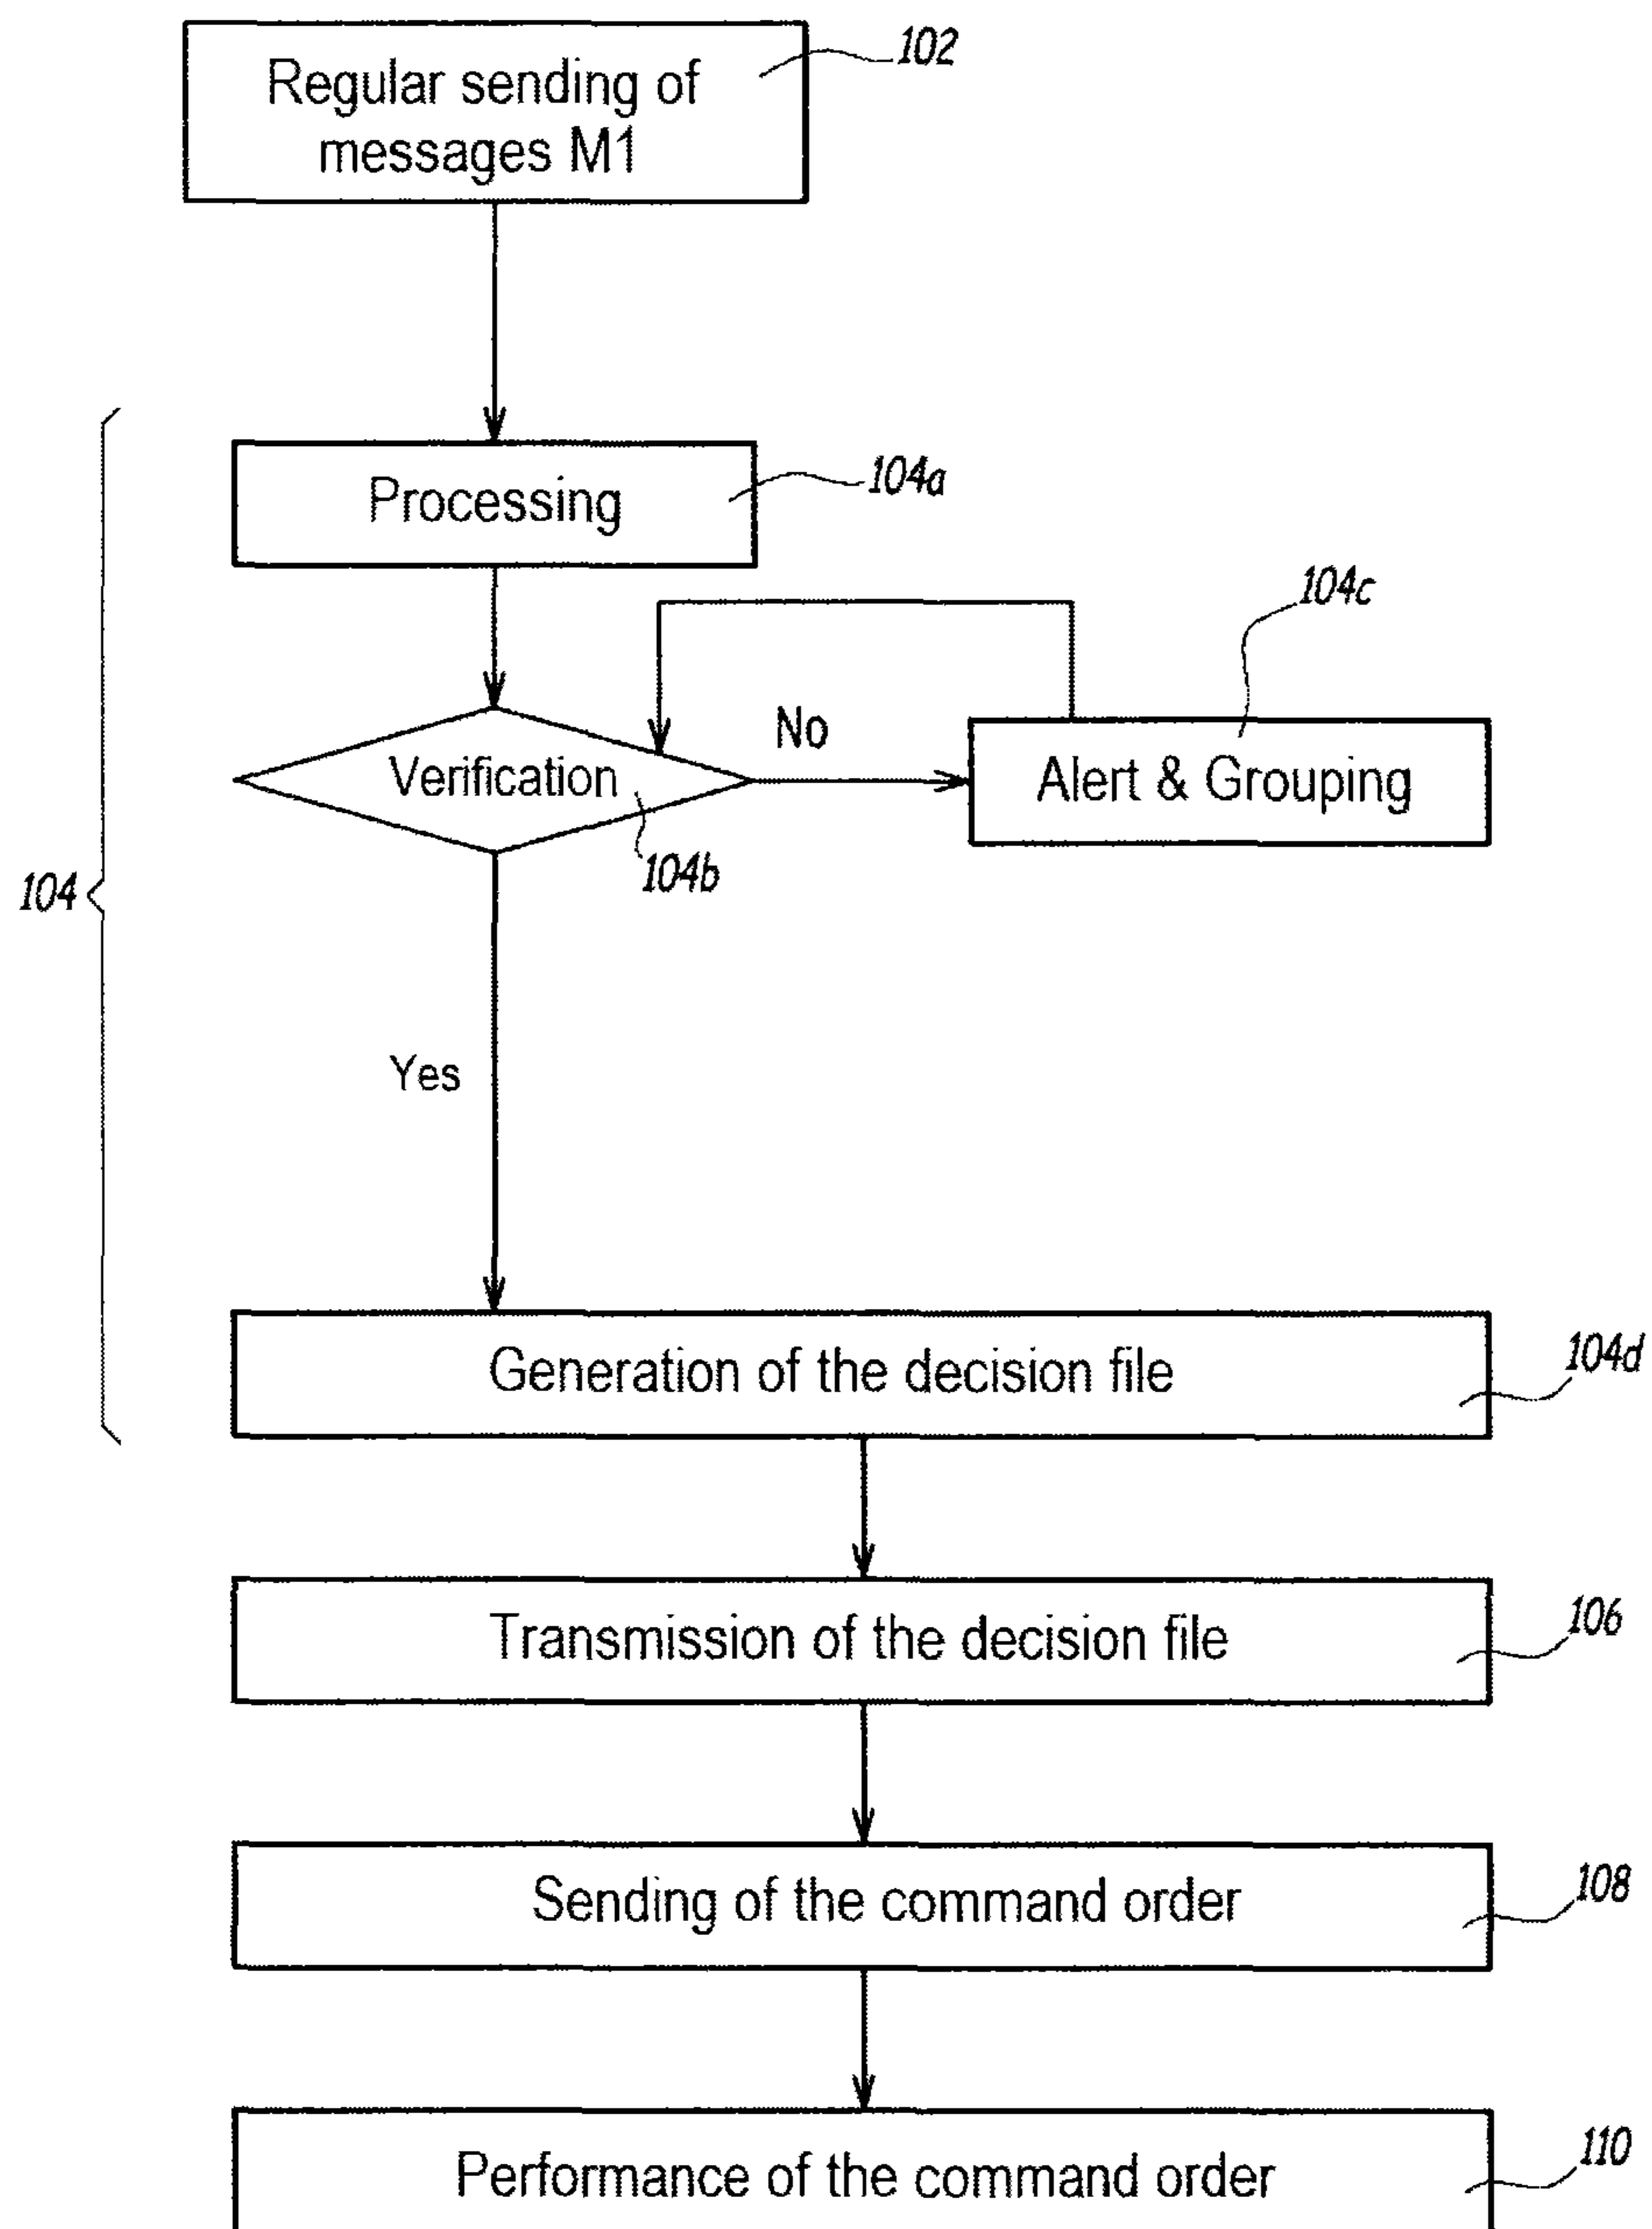 102
Regular sending of
messages M1
Processing
104a
104c
No
Verification
Alert & Grouping
104b
104
Yes
Generation of the decision file
104d
Transmission of the decision file
106
Sending of the command order
108
Performance of the command order
110